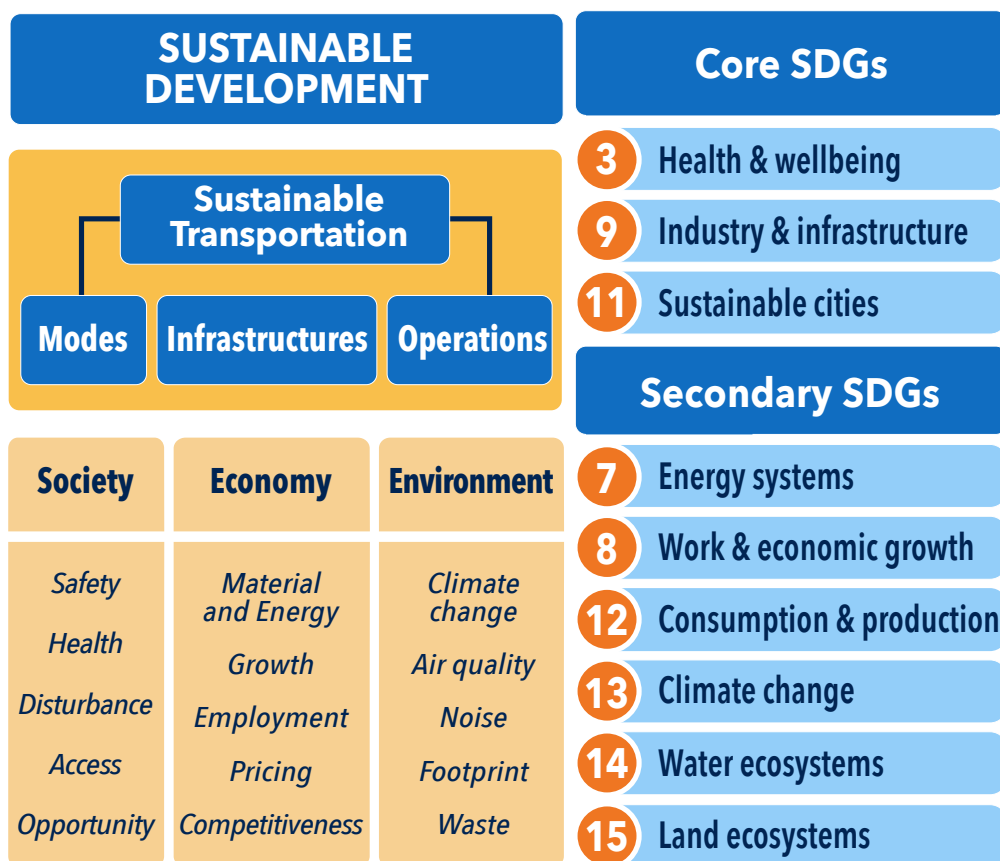 SUSTAINABLE
DEVELOPMENT
Sustainable
Transportation
Modes
Infrastructures
Operations
Society
Safety
Health
Disturbance
Access
Opportunity
Economy
Material
and Energy
Growth
Employment
Pricing
Competitiveness
Environment
Climate
change
Air quality
Noise
Footprint
Waste
Core SDGs
3 Health & wellbeing
9 Industry & infrastructure
11 Sustainable cities
Secondary SDGs
7 Energy systems
8 Work & economic growth
12 Consumption & production
13 Climate change
14 Water ecosystems
15 Land ecosystems